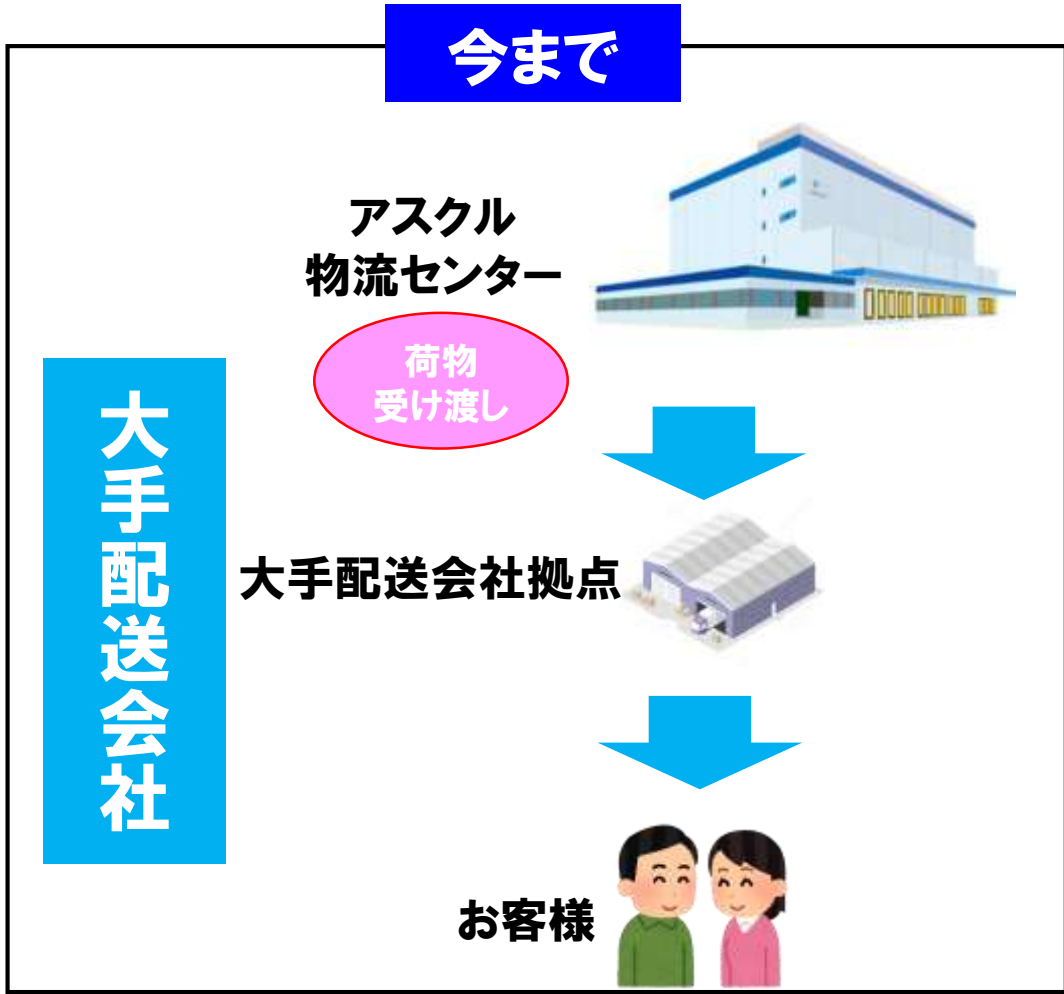 今まで
アスクル
物流センター
荷物
受け渡し
大手配送会社
大手配送会社拠点
お客様